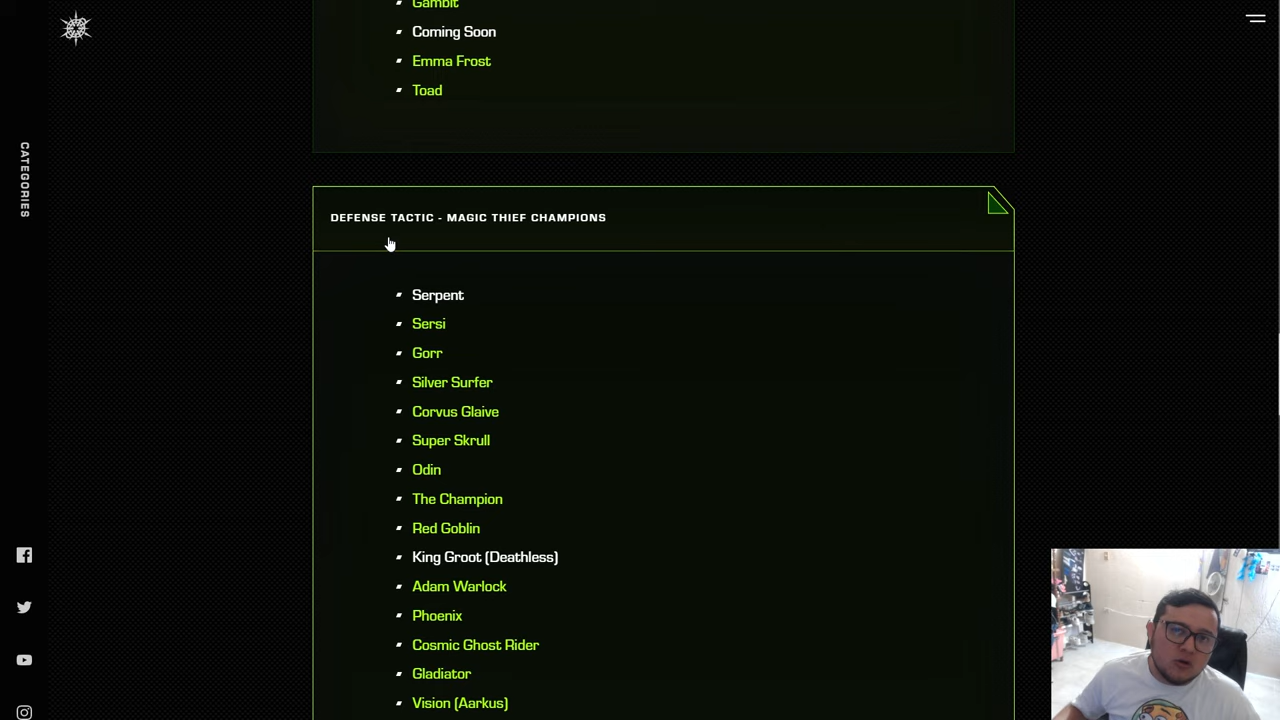 Gambit
Coming Soon
Emma Frost
Toad
CATEGORIES
DEFENSE TACTIC - MAGIC THIEF CHAMPIONS
Serpent
Sersi
Gorr
Silver Surfer
Corvus Glaive
Super Skrull
Odin
The Champion
Red Goblin
King Groot (Deathless)
Adam Warlock
Phoenix
Cosmic Ghost Rider
Gladiator
Vision (Aarkus)